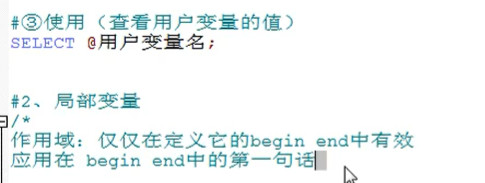 #③使用（查看用户变量的值）
SELECT @用户变量名;
#2、局部变量
/*
作用域：仅仅在定义它的begin end中有效
应用在 begin end中的第一句话